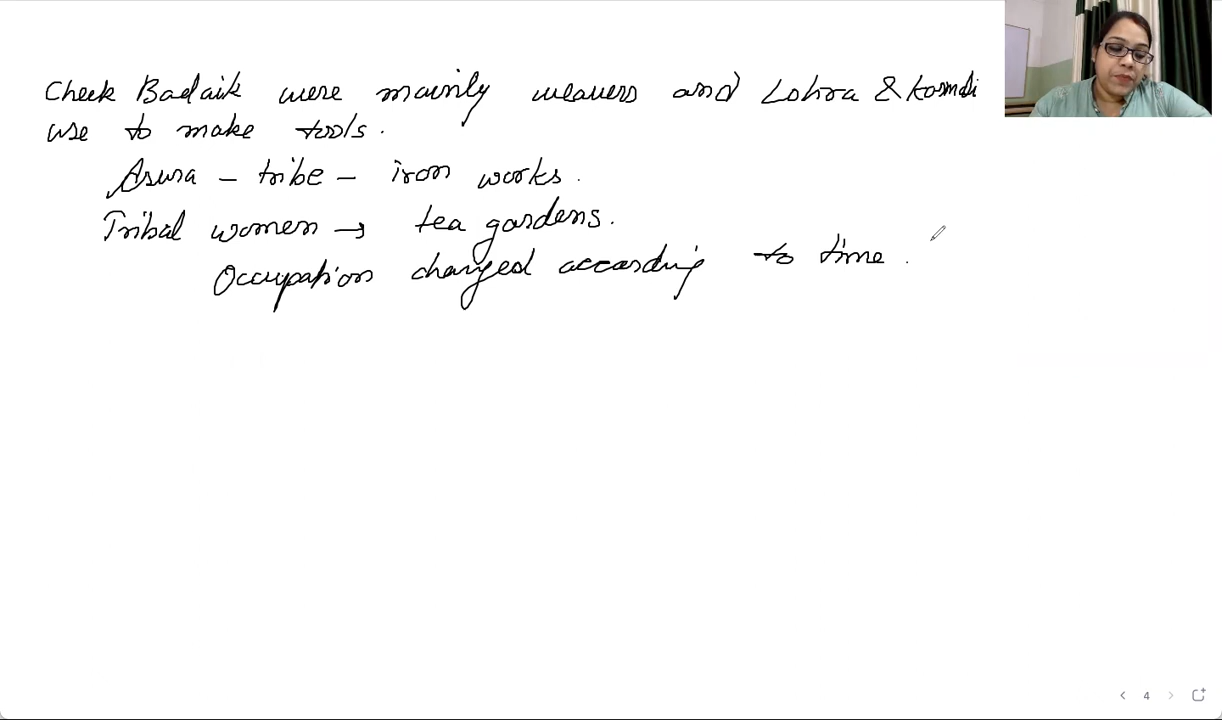 Cheek Badaik were mainly weavers and Lohra & Karmali
use to make tools.
Asura - tribe - iron works.
Tribal women → tea gardens.
Occupation changed according to time.
4